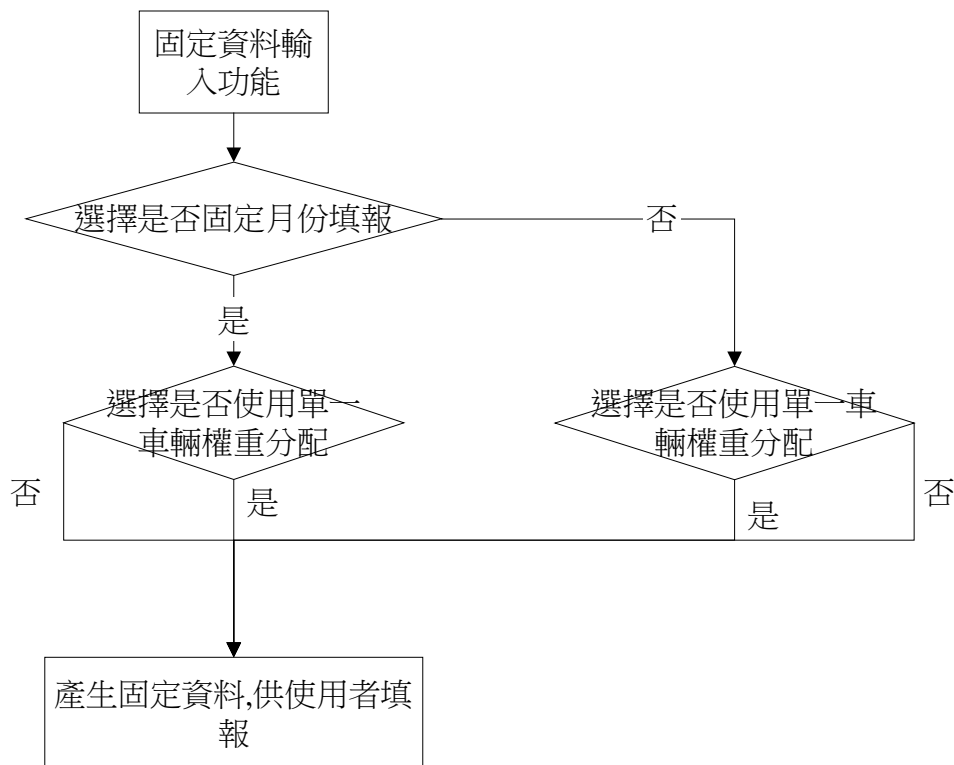 固定資料輸
入功能
選擇是否固定月份填報
否
是
選擇是否使用單一
車輛權重分配
選擇是否使用單一車
輛權重分配
否
是
是
否
產生固定資料,供使用者填
報